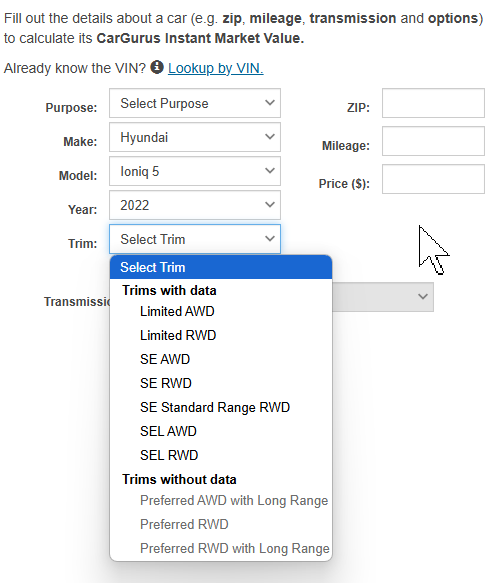 Fill out the details about a car (e.g. zip, mileage, transmission and options)
to calculate its CarGurus Instant Market Value.
Already know the VIN? Lookup by VIN.
Purpose: Select Purpose ZIP:
Make: Hyundai Mileage:
Model: Ioniq 5 Price ($):
Year: 2022
Trim: Select Trim
Select Trim
Trims with data
Limited AWD
Transmissio
Limited RWD
SE AWD
SE RWD
SE Standard Range RWD
SEL AWD
SEL RWD
Trims without data
Preferred AWD with Long Range
Preferred RWD
Preferred RWD with Long Range